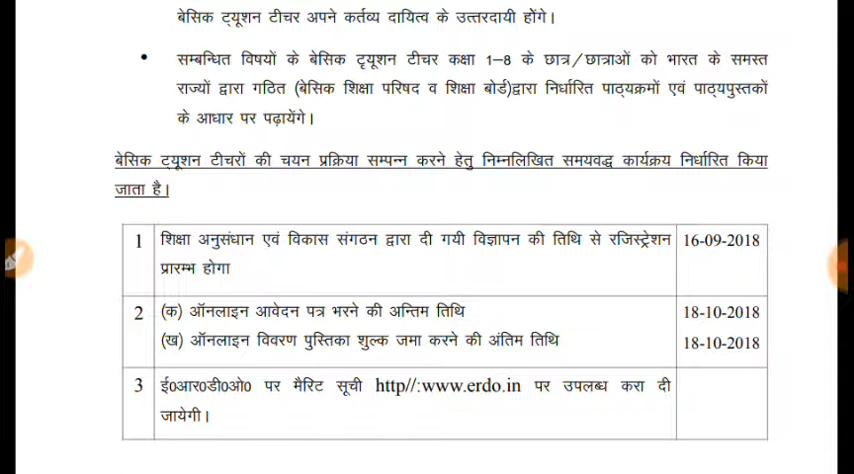 बेसिक ट्यूशन टीचर अपने कर्तव्य दायित्व के उत्तरदायी होंगे।
• सम्बन्धित विषयों के बेसिक ट्यूशन टीचर कक्षा 1–8 के छात्र/छात्राओं को भारत के समस्त
राज्यों द्वारा गठित (बेसिक शिक्षा परिषद व शिक्षा बोर्ड)द्वारा निर्धारित पाठ्यक्रमों एवं पाठ्यपुस्तकों
के आधार पर पढ़ायेंगे।
बेसिक ट्यूशन टीचरों की चयन प्रक्रिया सम्पन्न करने हेतु निम्नलिखित समयवद्ध कार्यक्रय निर्धारित किया
जाता है।
1 शिक्षा अनुसंधान एवं विकास संगठन द्वारा दी गयी विज्ञापन की तिथि से रजिस्ट्रेशन 16-09-2018
प्रारम्भ होगा
2 (क) ऑनलाइन आवेदन पत्र भरने की अन्तिम तिथि 18-10-2018
(ख) ऑनलाइन विवरण पुस्तिका शुल्क जमा करने की अंतिम तिथि 18-10-2018
3 ई0आर0डी0ओ0 पर मैरिट सूची http//:www.erdo.in पर उपलब्ध करा दी
जायेगी।